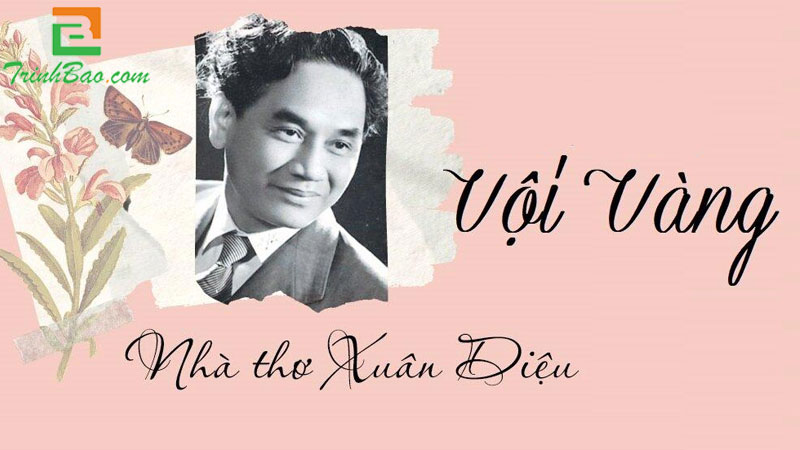 TrinhBao.com
Vội Vàng
Nhà thơ Xuân Diệu